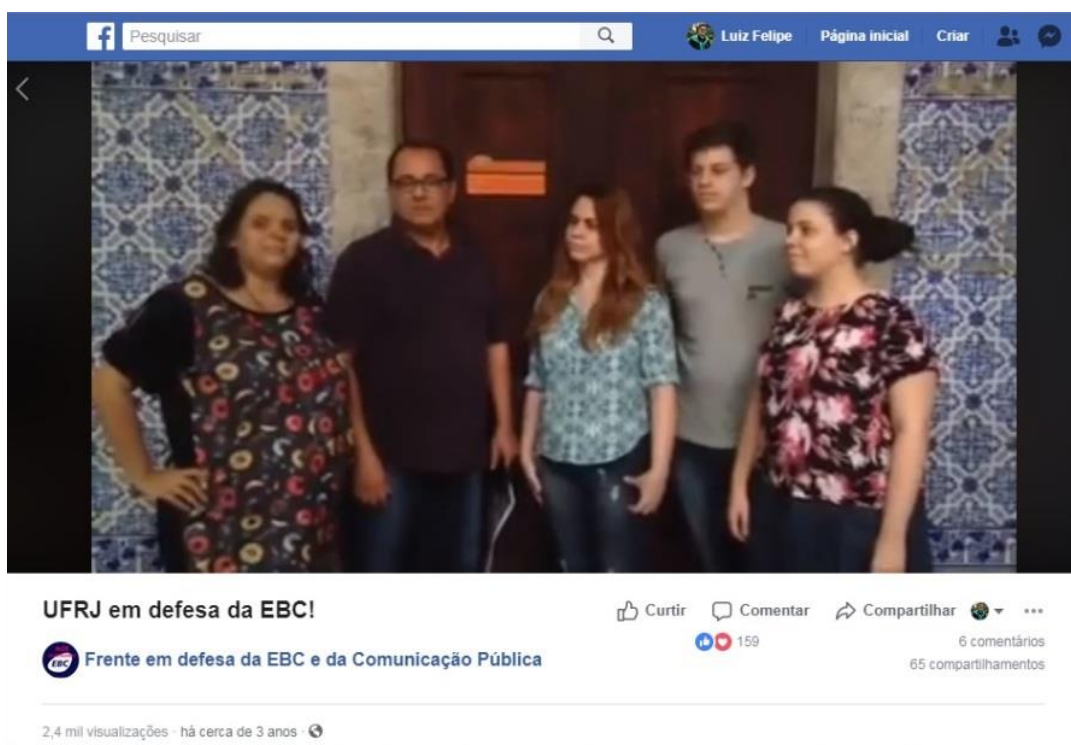 f Pesquisar Luiz Felipe Página inicial Criar
UFRJ em defesa da EBC!
Curtir Comentar Compartilhar
159 6 comentários
EBC Frente em defesa da EBC e da Comunicação Pública
65 compartilhamentos
2,4 mil visualizações · há cerca de 3 anos ·